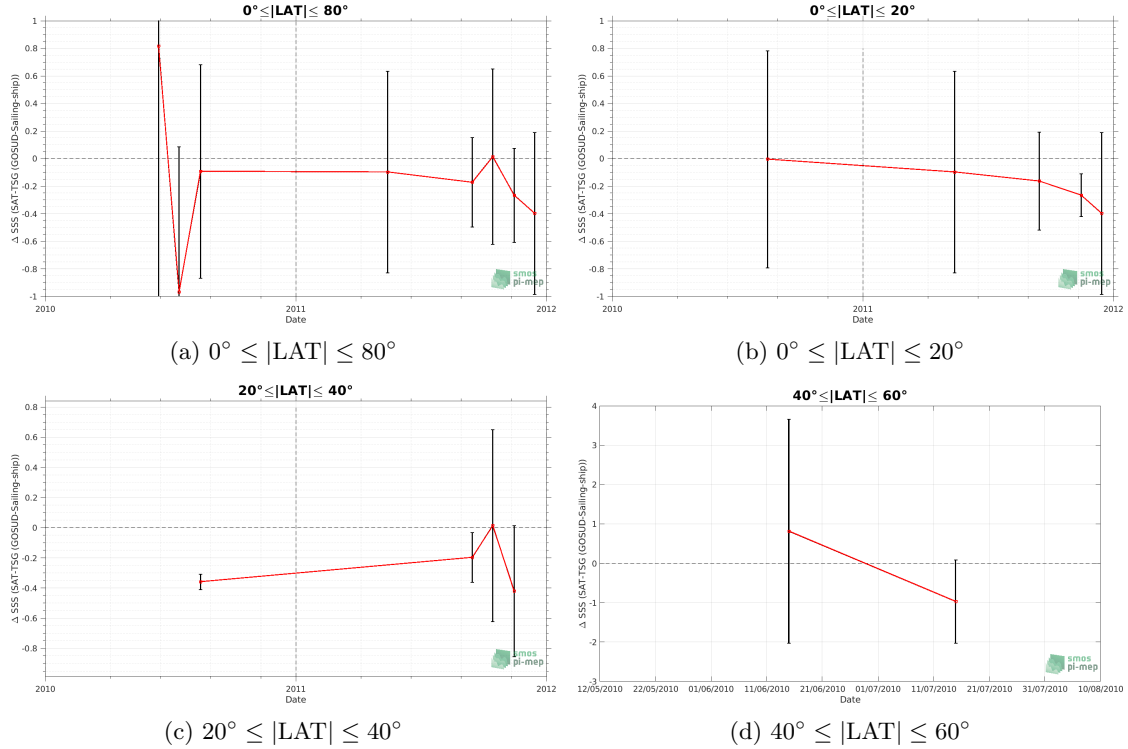 0°≤|LAT|≤ 80°
1
0.8
0.6
0.4
0.2
0
-0.2
-0.4
-0.6
-0.8
-1
Δ SSS (SAT-TSG (GOSUD-Sailing-ship))
smos
pi-mep
2010
2011
2012
Date
(a) 0° ≤ |LAT| ≤ 80°
0°≤|LAT|≤ 20°
1
0.8
0.6
0.4
0.2
0
-0.2
-0.4
-0.6
-0.8
-1
Δ SSS (SAT-TSG (GOSUD-Sailing-ship))
smos
pi-mep
2010
2011
2012
Date
(b) 0° ≤ |LAT| ≤ 20°
20°≤|LAT|≤ 40°
0.8
0.6
0.4
0.2
0
-0.2
-0.4
-0.6
-0.8
Δ SSS (SAT-TSG (GOSUD-Sailing-ship))
smos
pi-mep
2010
2011
2012
Date
(c) 20° ≤ |LAT| ≤ 40°
40°≤|LAT|≤ 60°
4
3
2
1
0
-1
-2
-3
Δ SSS (SAT-TSG (GOSUD-Sailing-ship))
smos
pi-mep
12/05/2010 22/05/2010 01/06/2010 11/06/2010 21/06/2010 01/07/2010 11/07/2010 21/07/2010 31/07/2010 10/08/2010
Date
(d) 40° ≤ |LAT| ≤ 60°